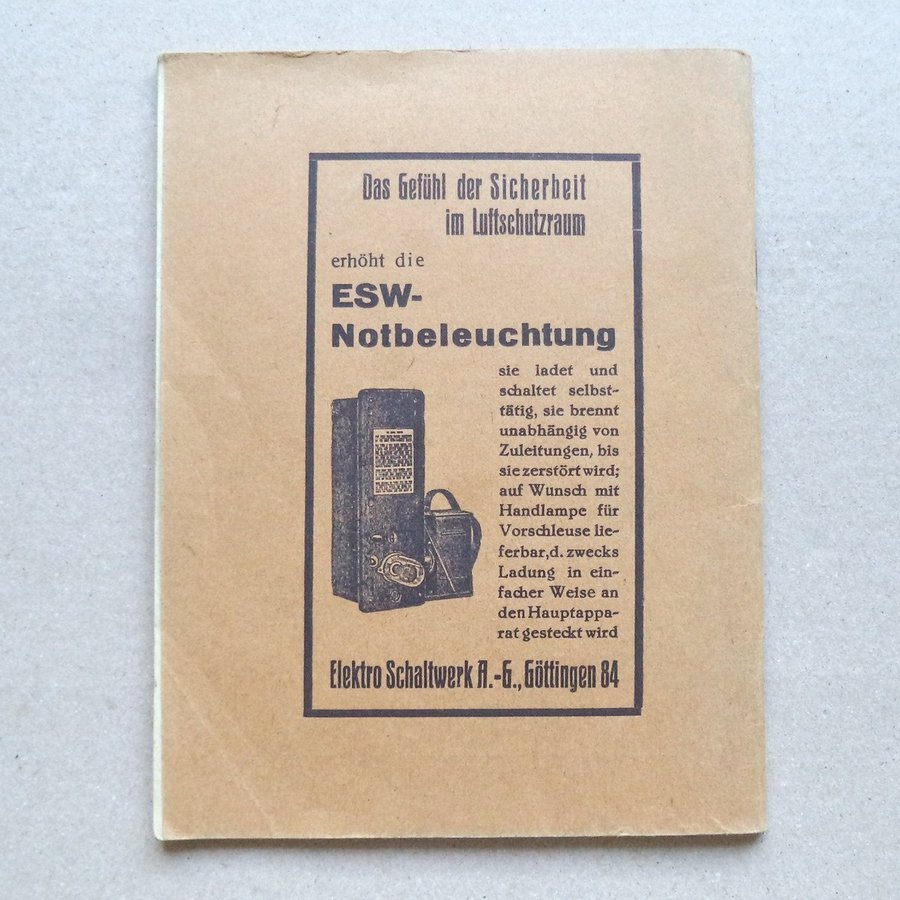 Das Gefühl der Sicherheit
im Luftschutzraum
erhöht die
ESW-
Notbeleuchtung
sie ladet und
schaltet selbst-
tätig, sie brennt
unabhängig von
Zuleitungen, bis
sie zerstört wird;
auf Wunsch mit
Handlampe für
Vorschleuse lie-
ferbar, d. zwecks
Ladung in ein-
facher Weise an
den Hauptappa-
rat gesteckt wird
Elektro Schaltwerk A.-G., Göttingen 84